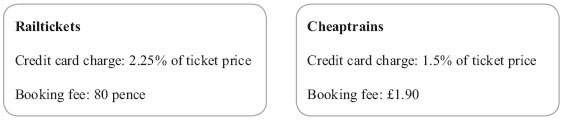 Railtickets
Credit card charge: 2.25% of ticket price
Booking fee: 80 pence
Cheaptrains
Credit card charge: 1.5% of ticket price
Booking fee: £1.90